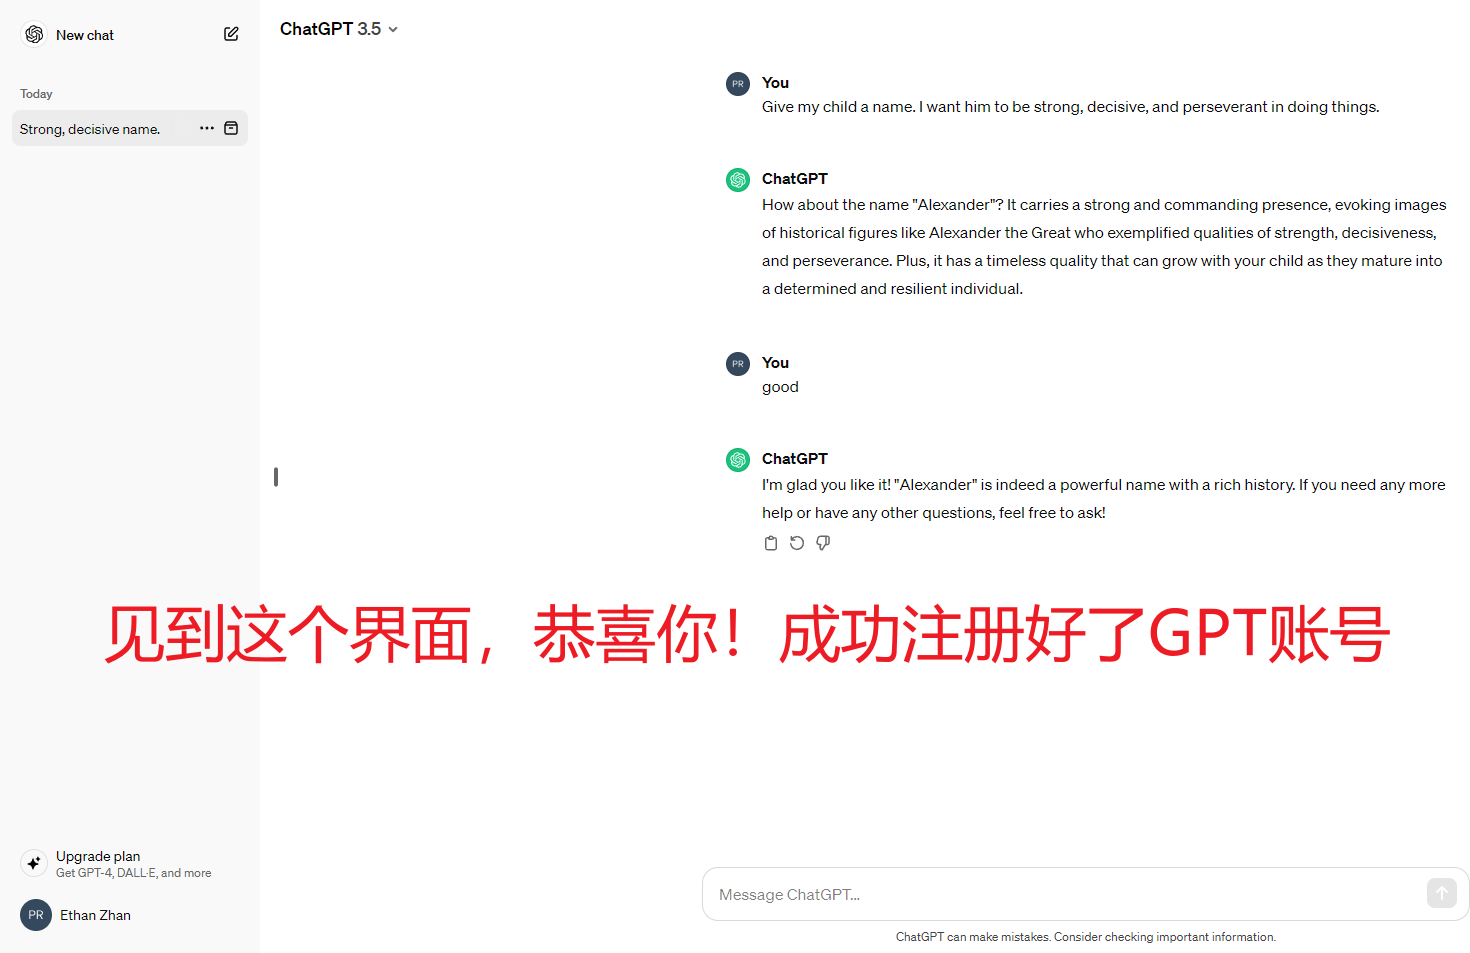 New chat
Today
Strong, decisive name.
Upgrade plan
Get GPT-4, DALL·E, and more
PR
Ethan Zhan
ChatGPT 3.5
PR
You
Give my child a name. I want him to be strong, decisive, and perseverant in doing things.
ChatGPT
How about the name "Alexander"? It carries a strong and commanding presence, evoking images
of historical figures like Alexander the Great who exemplified qualities of strength, decisiveness,
and perseverance. Plus, it has a timeless quality that can grow with your child as they mature into
a determined and resilient individual.
PR
You
good
ChatGPT
I'm glad you like it! "Alexander" is indeed a powerful name with a rich history. If you need any more
help or have any other questions, feel free to ask!
见到这个界面，恭喜你！成功注册好了GPT账号
Message ChatGPT...
ChatGPT can make mistakes. Consider checking important information.